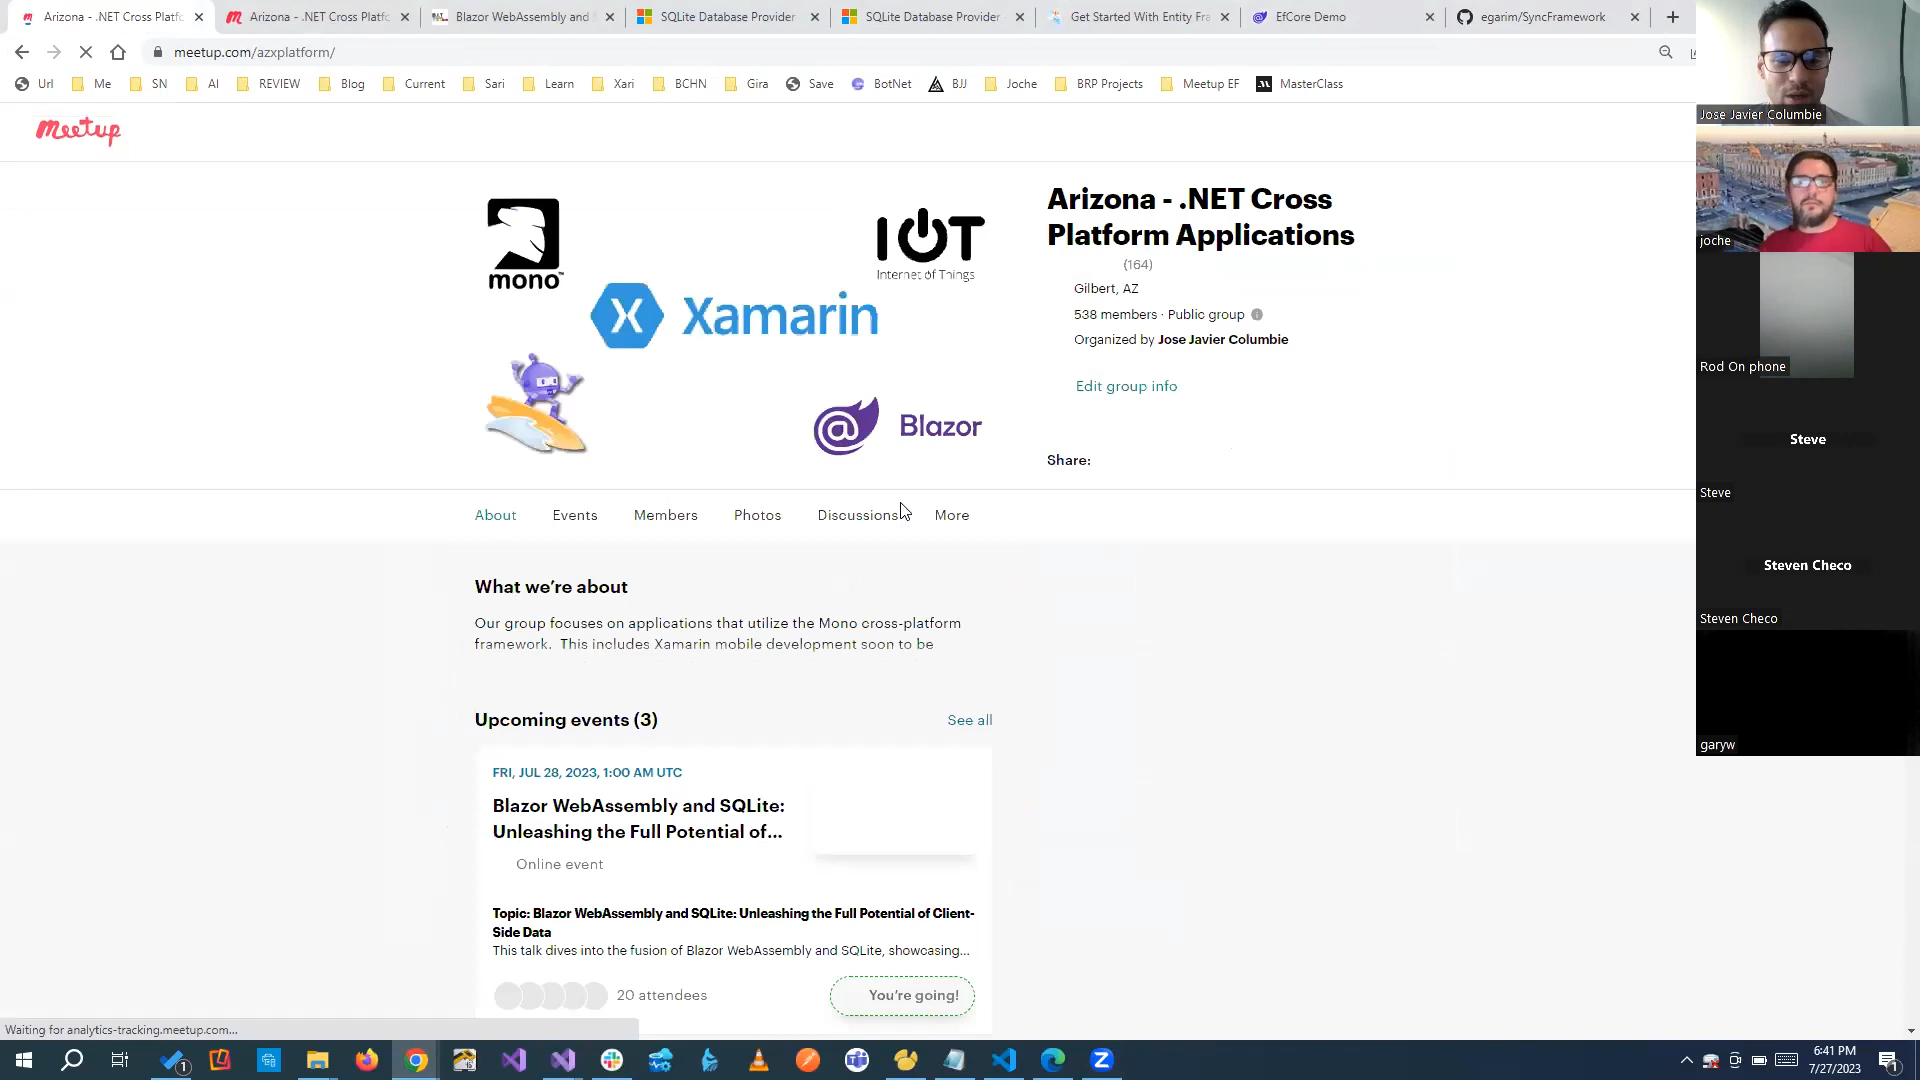 Arizona - .NET Cross Platfo
Arizona - .NET Cross Platfo
Blazor WebAssembly and
SQLite Database Provider
SQLite Database Provider
Get Started With Entity Fra
EfCore Demo
egarim/SyncFramework
meetup.com/azxplatform/
Url
Me
SN
AI
REVIEW
Blog
Current
Sari
Learn
Xari
BCHN
Gira
Save
BotNet
BJJ
Joche
BRP Projects
Meetup EF
MasterClass
meetup
mono™
IOT
Internet of Things
Xamarin
Blazor
Arizona - .NET Cross
Platform Applications
(164)
Gilbert, AZ
538 members · Public group
Organized by Jose Javier Columbie
Edit group info
Share:
About
Events
Members
Photos
Discussions
More
What we're about
Our group focuses on applications that utilize the Mono cross-platform
framework. This includes Xamarin mobile development soon to be
Upcoming events (3)
See all
FRI, JUL 28, 2023, 1:00 AM UTC
Blazor WebAssembly and SQLite:
Unleashing the Full Potential of...
Online event
Topic: Blazor WebAssembly and SQLite: Unleashing the Full Potential of Client-
Side Data
This talk dives into the fusion of Blazor WebAssembly and SQLite, showcasing...
20 attendees
You're going!
Waiting for analytics-tracking.meetup.com...
Jose Javier Columbie
joche
Rod On phone
Steve
Steve
Steven Checo
Steven Checo
garyw
6:41 PM
7/27/2023